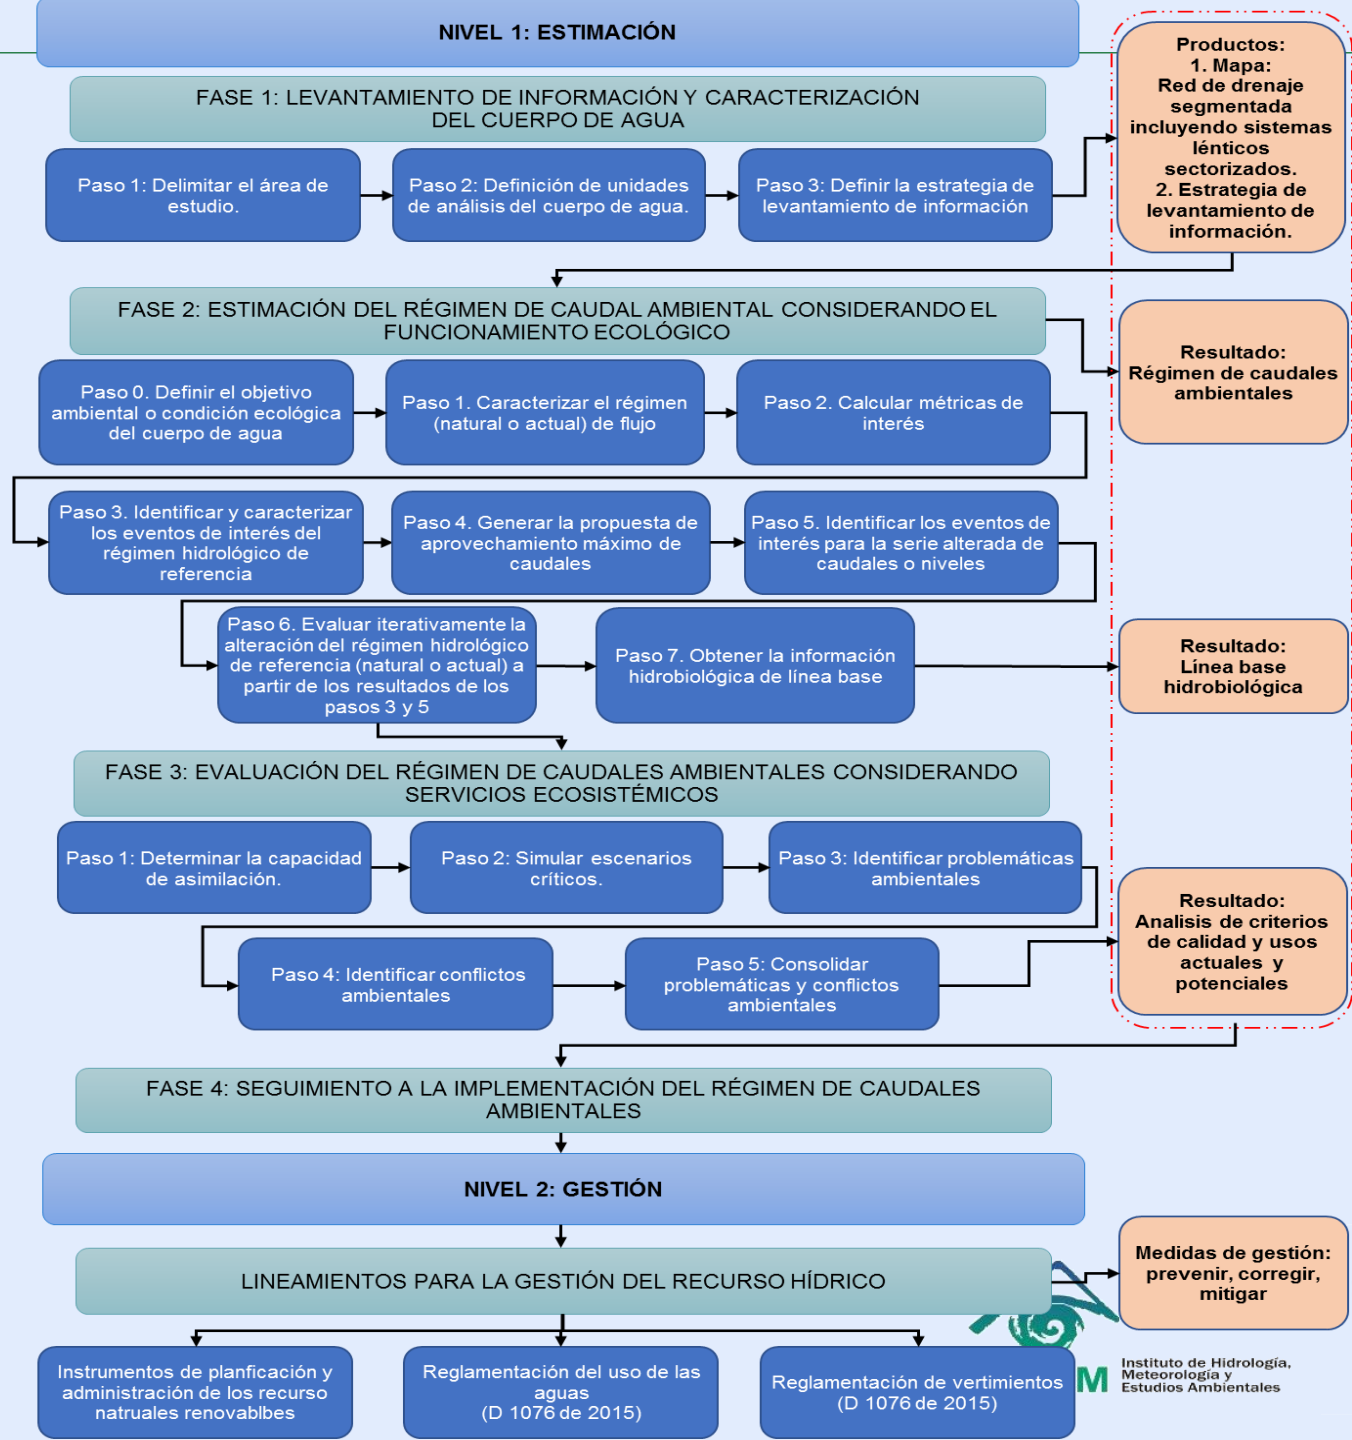 NIVEL 1: ESTIMACIÓN
FASE 1: LEVANTAMIENTO DE INFORMACIÓN Y CARACTERIZACIÓN
DEL CUERPO DE AGUA
Paso 1: Delimitar el área de
estudio.
Paso 2: Definición de unidades
de análisis del cuerpo de agua.
Paso 3: Definir la estrategia de
levantamiento de información
Productos:
1. Mapa:
Red de drenaje
segmentada
incluyendo sistemas
lénticos
sectorizados.
2. Estrategia de
levantamiento de
información.
FASE 2: ESTIMACIÓN DEL RÉGIMEN DE CAUDAL AMBIENTAL CONSIDERANDO EL
FUNCIONAMIENTO ECOLÓGICO
Resultado:
Régimen de caudales
ambientales
Paso 0. Definir el objetivo
ambiental o condición ecológica
del cuerpo de agua
Paso 1. Caracterizar el régimen
(natural o actual) de flujo
Paso 2. Calcular métricas de
interés
Paso 3. Identificar y caracterizar
los eventos de interés del
régimen hidrológico de
referencia
Paso 4. Generar la propuesta de
aprovechamiento máximo de
caudales
Paso 5. Identificar los eventos de
interés para la serie alterada de
caudales o niveles
Paso 6. Evaluar iterativamente la
alteración del régimen hidrológico
de referencia (natural o actual) a
partir de los resultados de los
pasos 3 y 5
Paso 7. Obtener la información
hidrobiológica de línea base
Resultado:
Línea base
hidrobiológica
FASE 3: EVALUACIÓN DEL RÉGIMEN DE CAUDALES AMBIENTALES CONSIDERANDO
SERVICIOS ECOSISTÉMICOS
Paso 1: Determinar la capacidad
de asimilación.
Paso 2: Simular escenarios
críticos.
Paso 3: Identificar problemáticas
ambientales
Paso 4: Identificar conflictos
ambientales
Paso 5: Consolidar
problemáticas y conflictos
ambientales
Resultado:
Analisis de criterios
de calidad y usos
actuales y
potenciales
FASE 4: SEGUIMIENTO A LA IMPLEMENTACIÓN DEL RÉGIMEN DE CAUDALES
AMBIENTALES
NIVEL 2: GESTIÓN
LINEAMIENTOS PARA LA GESTIÓN DEL RECURSO HÍDRICO
Medidas de gestión:
prevenir, corregir,
mitigar
Instrumentos de planficación y
administración de los recurso
natruales renovablbes
Reglamentación del uso de las
aguas
(D 1076 de 2015)
Reglamentación de vertimientos
(D 1076 de 2015)
M
Instituto de Hidrología,
Meteorología y
Estudios Ambientales